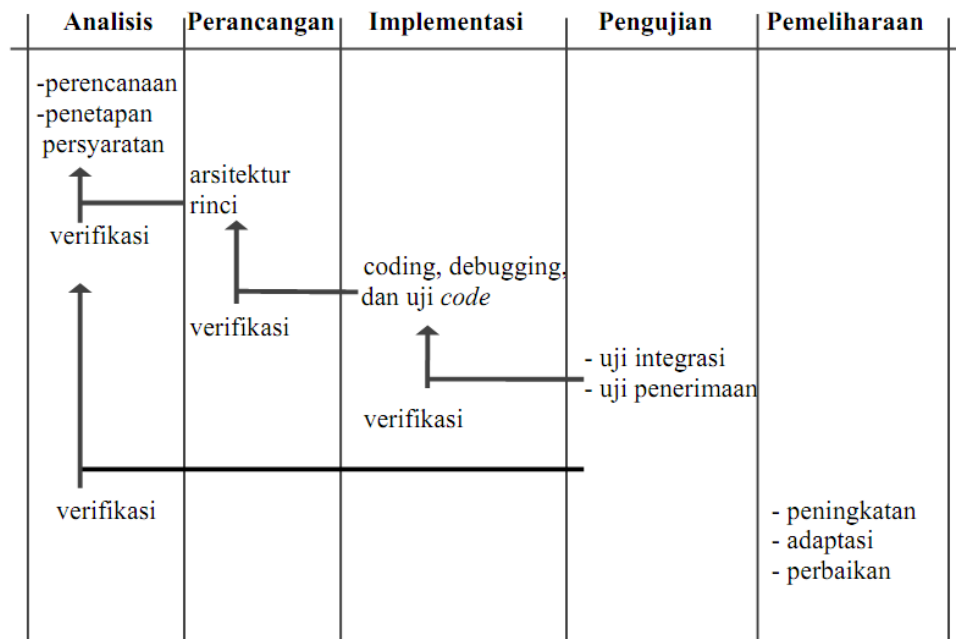 Analisis Perancangan Implementasi Pengujian Pemeliharaan
-perencanaan
-penetapan
persyaratan
arsitektur
rinci
verifikasi
coding, debugging,
dan uji code
verifikasi
- uji integrasi
- uji penerimaan
verifikasi
verifikasi
- peningkatan
- adaptasi
- perbaikan